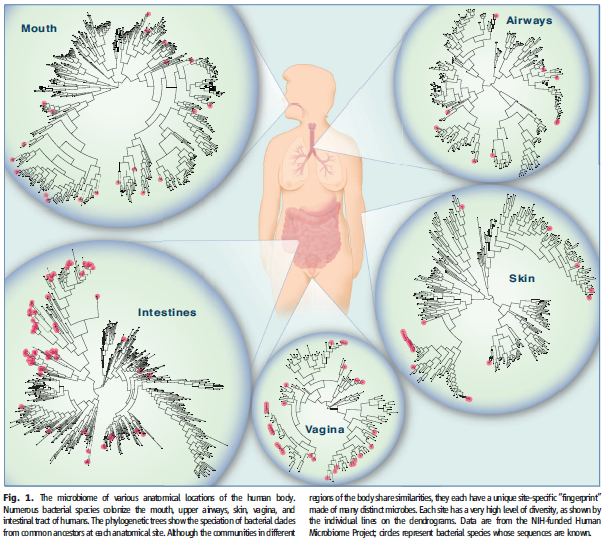 Mouth
Airways
Skin
Intestines
Vagina
Fig. 1. The microbiome of various anatomical locations of the human body.
Numerous bacterial species colonize the mouth, upper airways, skin, vagina, and
intestinal tract of humans. The phylogenetic trees show the speciation of bacterial clades
from common ancestors at each anatomical site. Although the communities in different
regions of the body share similarities, they each have a unique site-specific “fingerprint”
made of many distinct microbes. Each site has a very high level of diversity, as shown by
the individual lines on the dendrograms. Data are from the NIH-funded Human
Microbiome Project; circles represent bacterial species whose sequences are known.